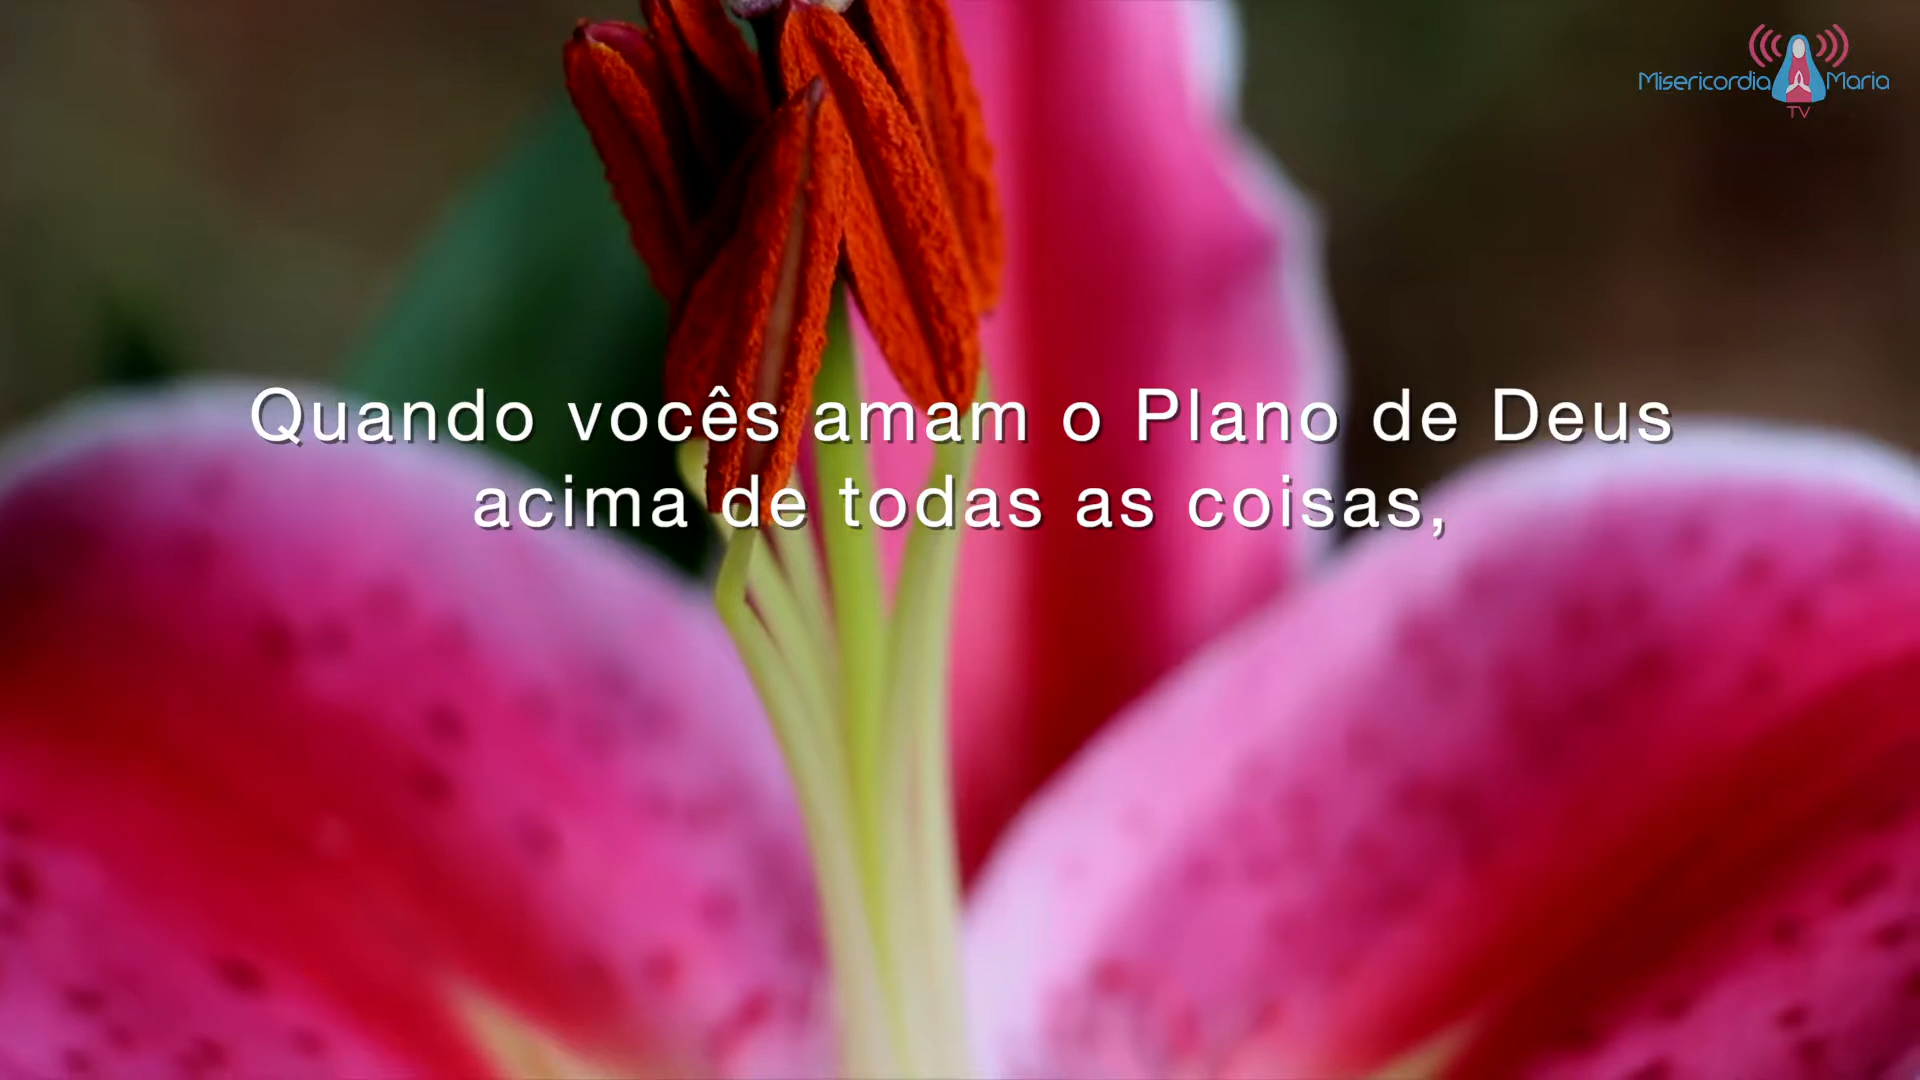 Misericordia Maria
TV
Quando vocês amam o Plano de Deus
acima de todas as coisas,